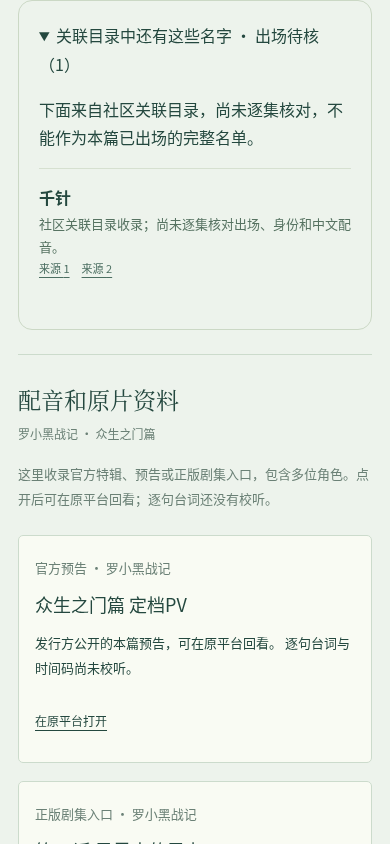 ▼ 关联目录中还有这些名字 · 出场待核
（1）
下面来自社区关联目录，尚未逐集核对，不
能作为本篇已出场的完整名单。
千针
社区关联目录收录；尚未逐集核对出场、身份和中文配
音。
来源 1 来源 2
配音和原片资料
罗小黑战记 · 众生之门篇
这里收录官方特辑、预告或正版剧集入口，包含多位角色。点
开后可在原平台回看；逐句台词还没有校听。
官方预告 · 罗小黑战记
众生之门篇 定档PV
发行方公开的本篇预告，可在原平台回看。 逐句台词与
时间码尚未校听。
在原平台打开
正版剧集入口 · 罗小黑战记